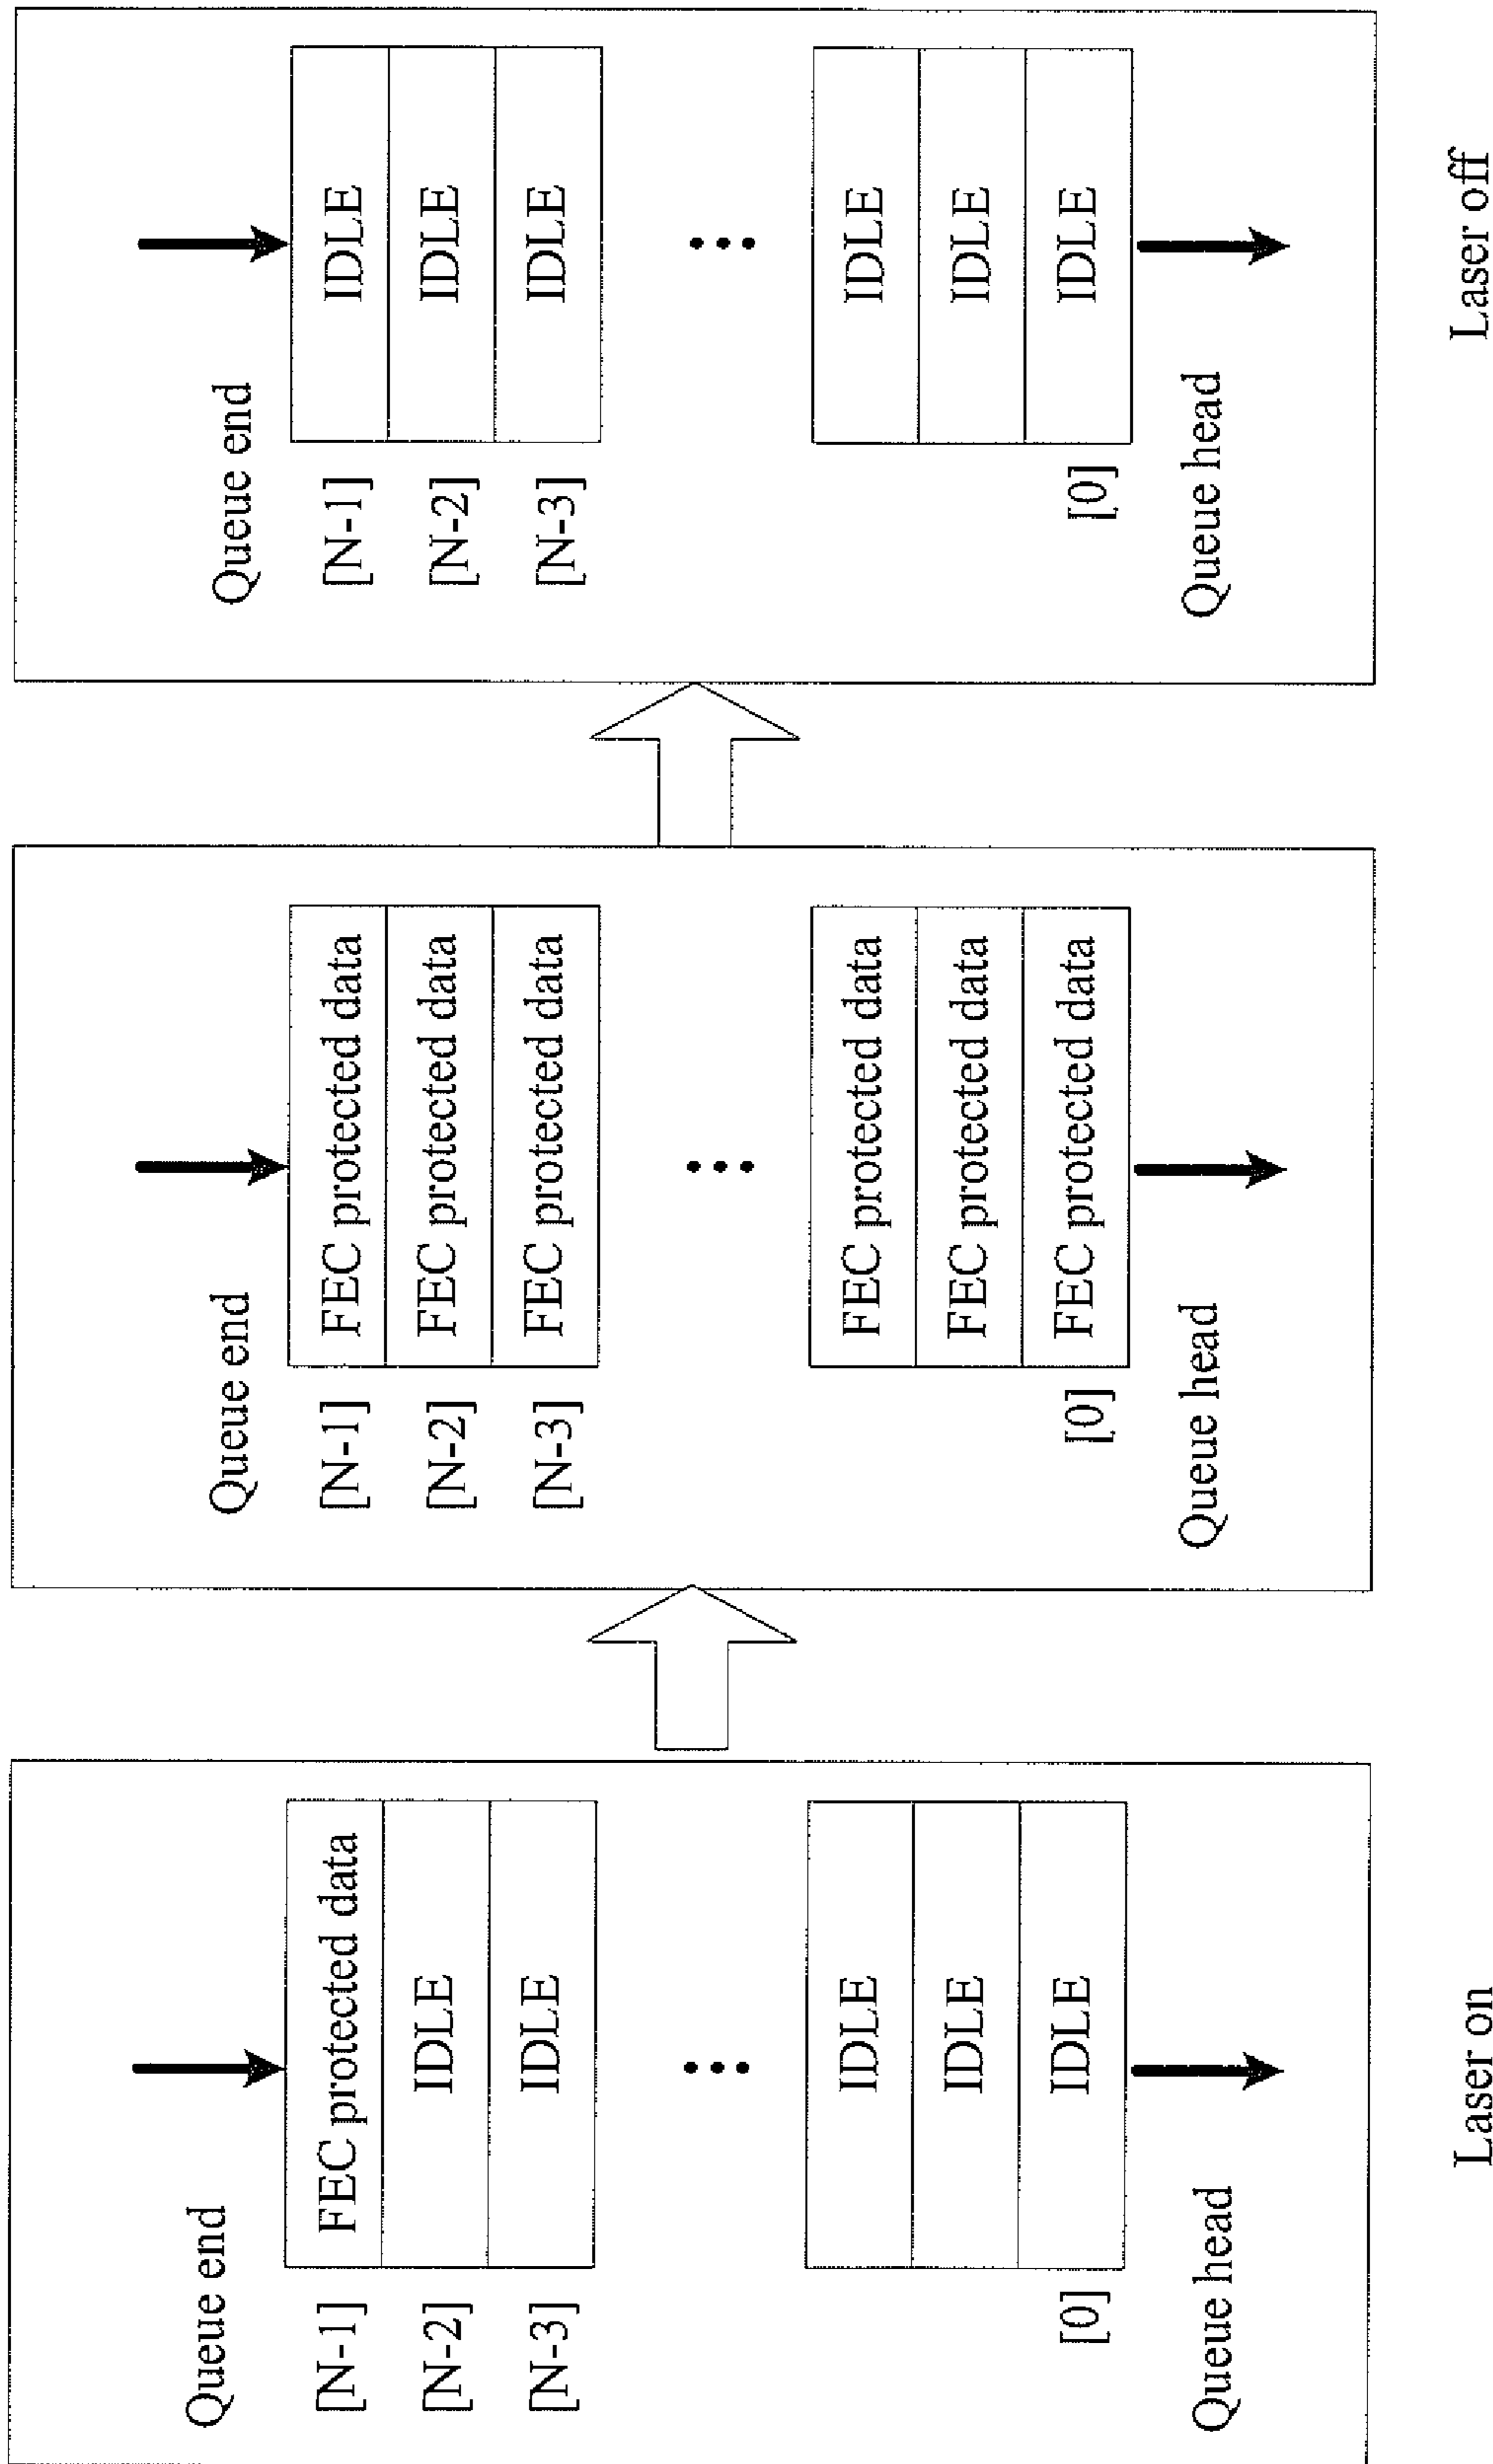 Queue end
[N-1]
FEC protected data
[N-2]
IDLE
[N-3]
IDLE
IDLE
IDLE
[0]
IDLE
Queue head
Laser on
Queue end
[N-1]
FEC protected data
[N-2]
FEC protected data
[N-3]
FEC protected data
FEC protected data
FEC protected data
[0]
FEC protected data
Queue head
Queue end
[N-1]
IDLE
[N-2]
IDLE
[N-3]
IDLE
IDLE
IDLE
[0]
IDLE
Queue head
Laser off